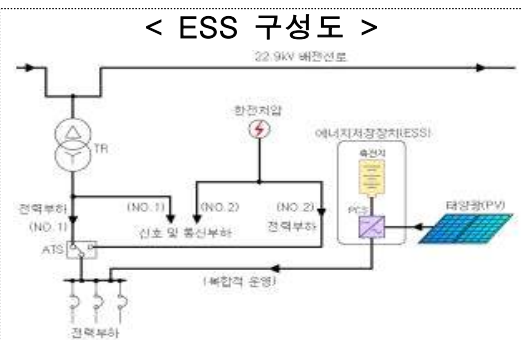 < ESS 구성도 >
22.9kV 배전선로
한전저압
에너지저장장치(ESS)
축전지
TR
전력부하
(NO.1)
(NO.1)
(NO.2)
신호 및 통신부하
(NO.2)
전력부하
PCS
태양광(PV)
ATS
(복합적 운영)
전력부하